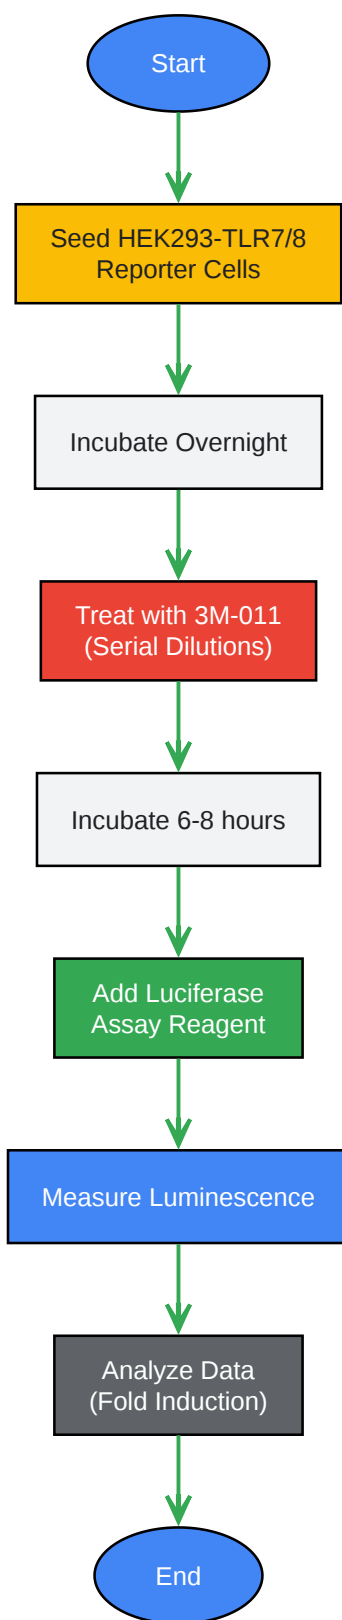 Start
Seed HEK293-TLR7/8
Reporter Cells
Incubate Overnight
Treat with 3M-011
(Serial Dilutions)
Incubate 6-8 hours
Add Luciferase
Assay Reagent
Measure Luminescence
Analyze Data
(Fold Induction)
End